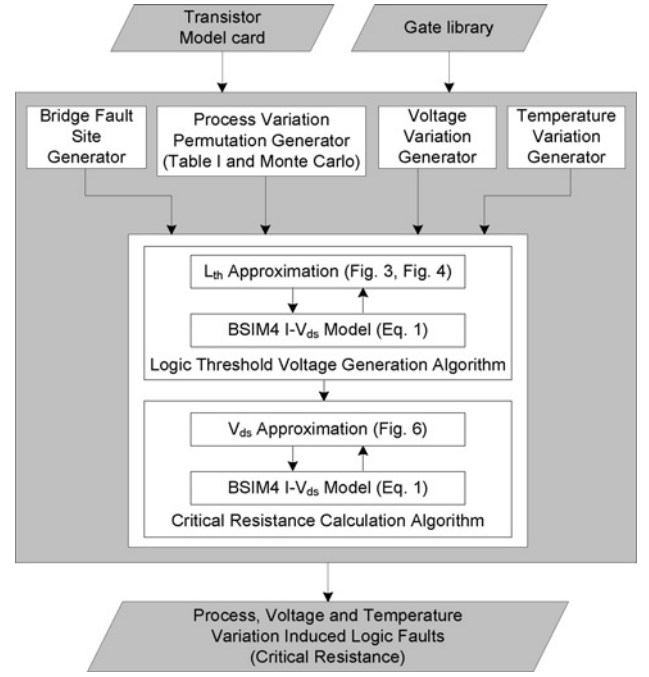 Transistor
Model card
Gate library
Bridge Fault
Site
Generator
Process Variation
Permutation Generator
(Table I and Monte Carlo)
Voltage
Variation
Generator
Temperature
Variation
Generator
Lth Approximation (Fig. 3, Fig. 4)
BSIM4 I-Vds Model (Eq. 1)
Logic Threshold Voltage Generation Algorithm
Vds Approximation (Fig. 6)
BSIM4 I-Vds Model (Eq. 1)
Critical Resistance Calculation Algorithm
Process, Voltage and Temperature
Variation Induced Logic Faults
(Critical Resistance)